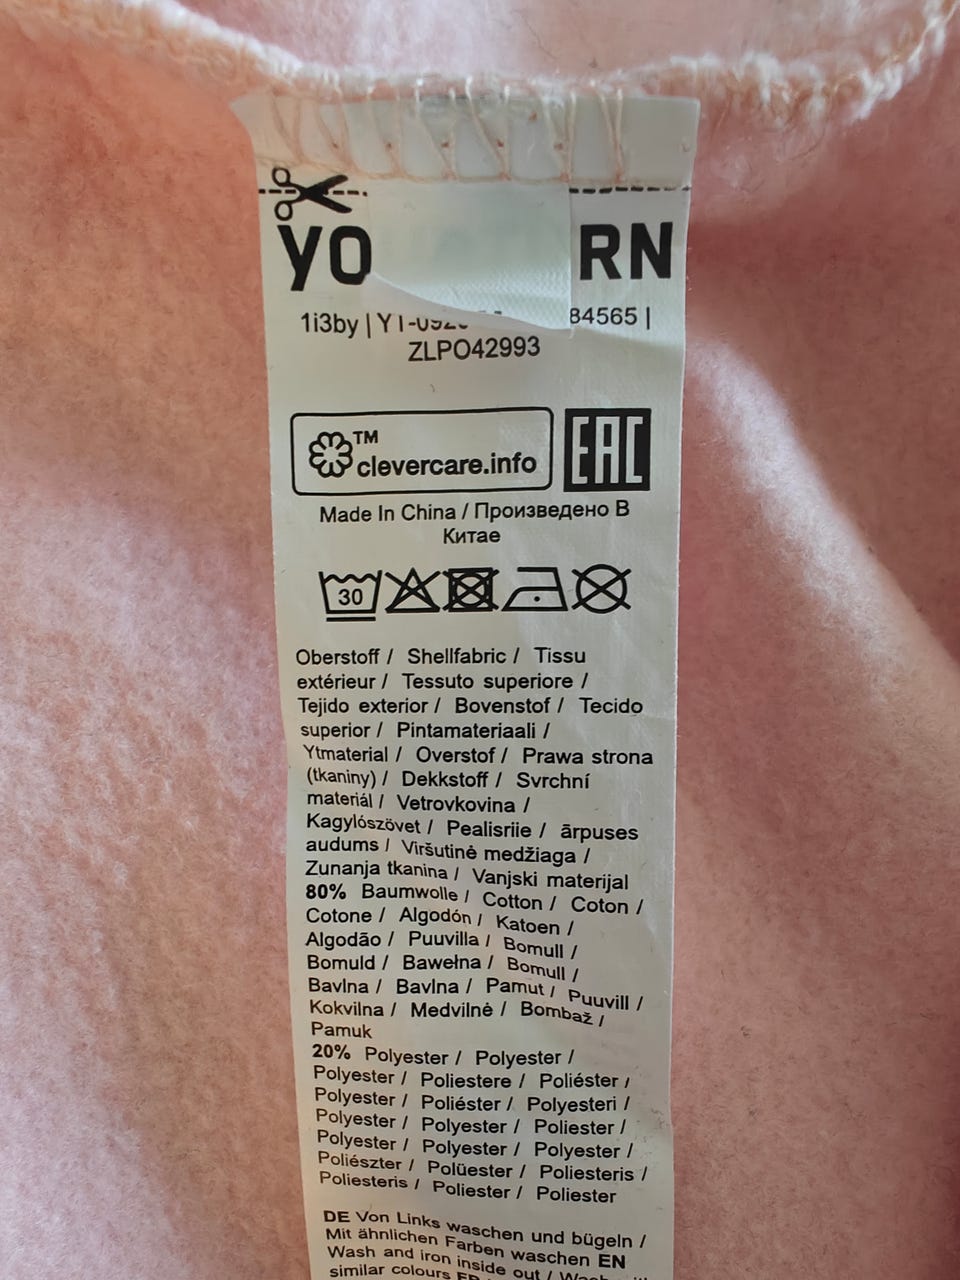 YO RN
1i3by | 84565 |
ZLPO42993
TM
clevercare.info
EAC
Made In China / Произведено В
Китае
30
Oberstoff / Shellfabric / Tissu
extérieur / Tessuto superiore /
Tejido exterior / Bovenstof / Tecido
superior / Pintamateriaali /
Ytmaterial / Overstof / Prawa strona
(tkaniny) / Dekkstoff / Svrchní
materiál / Vetrovkovina /
Kagylószövet / Pealisriie / ārpuses
audums / Viršutinė medžiaga /
Zunanja tkanina / Vanjski materijal
80% Baumwolle / Cotton / Coton /
Cotone / Algodón / Katoen /
Algodão / Puuvilla / Bomull /
Bomuld / Bawełna / Bomull /
Bavlna / Bavlna / Pamut / Puuvill /
Kokvilna / Medvilnė / Bombaž /
Pamuk
20% Polyester / Polyester /
Polyester / Poliestere / Poliéster /
Polyester / Poliéster / Polyesteri /
Polyester / Polyester / Poliester /
Polyester / Polyester / Polyester /
Poliészter / Polüester / Poliesteris /
Poliesteris / Poliester / Poliester
DE Von Links waschen und bügeln /
Mit ähnlichen Farben waschen EN
Wash and iron inside out / Wash
similar colours